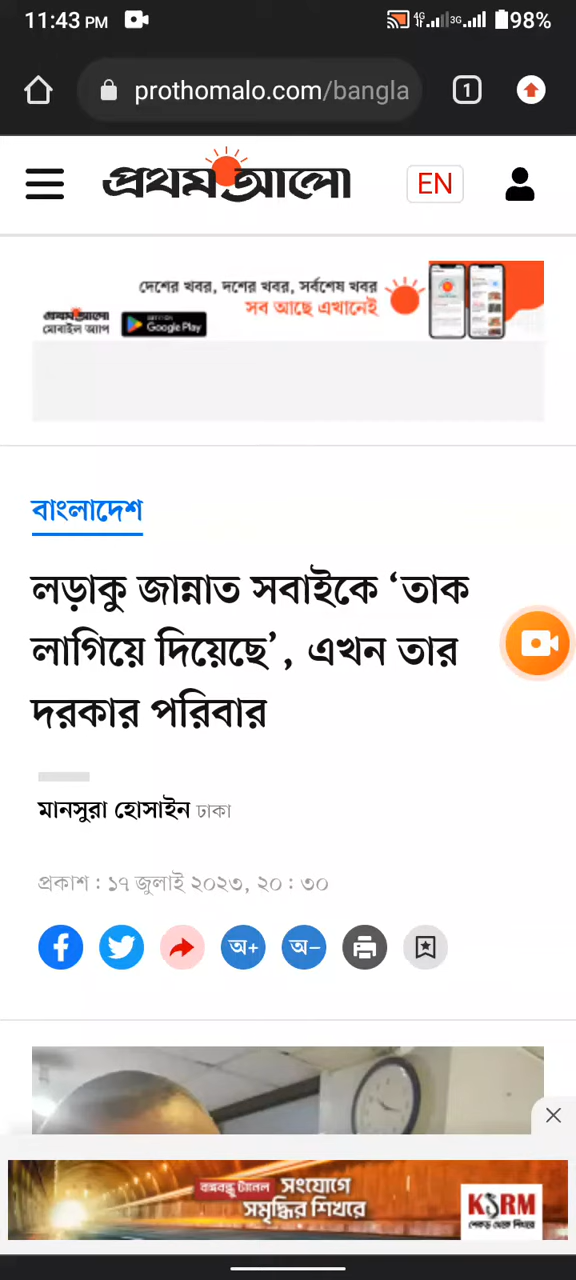 11:43 PM
4G 3G 98%
prothomalo.com/bangla
1
প্রথম আলো
EN
দেশের খবর, দশের খবর, সর্বশেষ খবর
সব আছে এখানেই
প্রথম আলো
মোবাইল অ্যাপ
Google Play
বাংলাদেশ
লড়াকু জান্নাত সবাইকে ‘তাক
লাগিয়ে দিয়েছে’, এখন তার
দরকার পরিবার
মানসুরা হোসাইন ঢাকা
প্রকাশ : ১৭ জুলাই ২০২৩, ২০ : ৩০
অ+ অ−
বঙ্গবন্ধু টানেল সংযোগে
সমৃদ্ধির শিখরে
KSRM